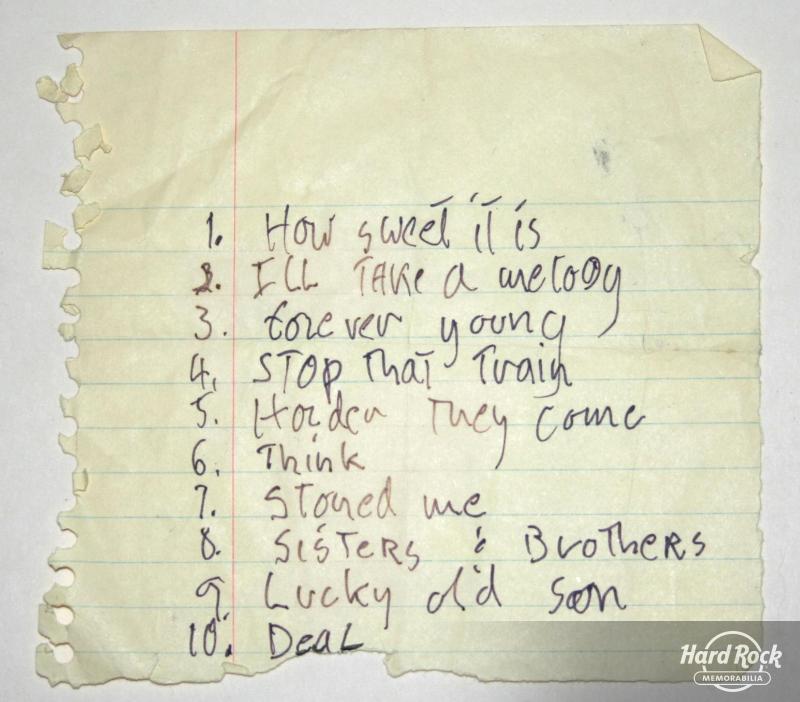 1. How sweet it is
2. ILL TAKe a melody
3. forever young
4. STOP That Train
5. Harder They come
6. Think
7. Stoned me
8. SISTeRS & BroTheRS
9. Lucky old Son
10. DeaL
Hard Rock
MEMORABILIA